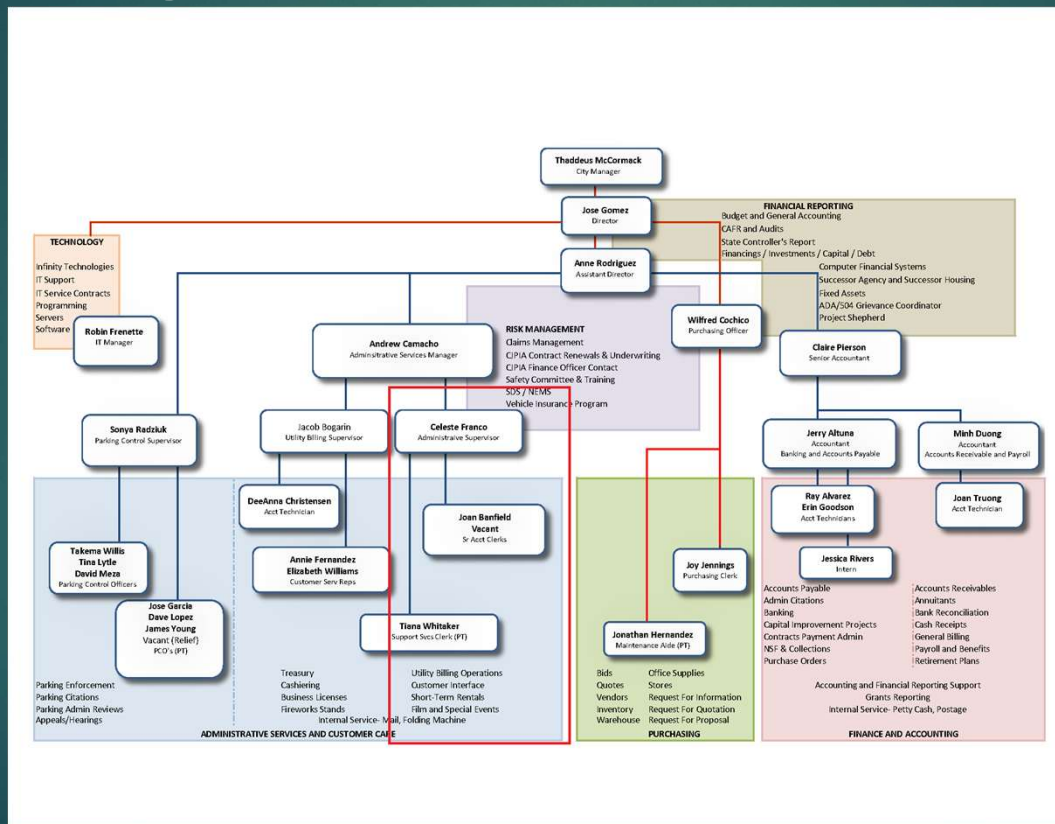 Thaddeus McCormack
City Manager
Jose Gomez
Director
Anne Rodriguez
Assistant Director
TECHNOLOGY
Infinity Technologies
IT Support
IT Service Contracts
Programming
Servers
Software
Robin Frenette
IT Manager
FINANCIAL REPORTING
Budget and General Accounting
CAFR and Audits
State Controller's Report
Financings / Investments / Capital / Debt
Computer Financial Systems
Successor Agency and Successor Housing
Fixed Assets
ADA/504 Grievance Coordinator
Project Shepherd
Andrew Camacho
Adminsitrative Services Manager
RISK MANAGEMENT
Claims Management
CJPIA Contract Renewals & Underwriting
CJPIA Finance Officer Contact
Safety Committee & Training
SDS / NEMS
Vehicle Insurance Program
Wilfred Cochico
Purchasing Officer
Claire Pierson
Senior Accountant
Sonya Radziuk
Parking Control Supervisor
Jacob Bogarin
Utility Billing Supervisor
Celeste Franco
Supervisor
Jerry Altuna
Accountant
Banking and Accounts Payable
Minh Duong
Accountant
Accounts Receivable and Payroll
DeeAnna Christensen
Acct Technician
Joan Banfield
Vacant
Sr Acct Clerks
Ray Alvarez
Erin Goodson
Acct Technicians
Joan Truong
Acct Technician
Takema Willis
Tina Lytle
David Meza
Parking Control Officers
Annie Fernandez
Elizabeth Williams
Customer Serv Reps
Joy Jennings
Purchasing Clerk
Jessica Rivers
Intern
Jose Garcia
Dave Lopez
James Young
Vacant (Relief)
PCO's (PT)
Tiana Whitaker
Support Svcs Clerk (PT)
Jonathan Hernandez
Maintenance Aide (PT)
Parking Enforcement
Parking Citations
Parking Admin Reviews
Appeals/Hearings
Treasury
Cashiering
Business Licenses
Fireworks Stands
Utility Billing Operations
Customer Interface
Short-Term Rentals
Film and Special Events
Internal Service- Mail, Folding Machine
ADMINISTRATIVE SERVICES AND CUSTOMER CARE
Bids
Quotes
Vendors
Inventory
Warehouse
Office Supplies
Stores
Request For Information
Request For Quotation
Request For Proposal
PURCHASING
Accounts Payable
Admin Citations
Banking
Capital Improvement Projects
Contracts Payment Admin
NSF & Collections
Purchase Orders
Accounts Receivables
Annuitants
Bank Reconciliation
Cash Receipts
General Billing
Payroll and Benefits
Retirement Plans
Accounting and Financial Reporting Support
Grants Reporting
Internal Service- Petty Cash, Postage
FINANCE AND ACCOUNTING